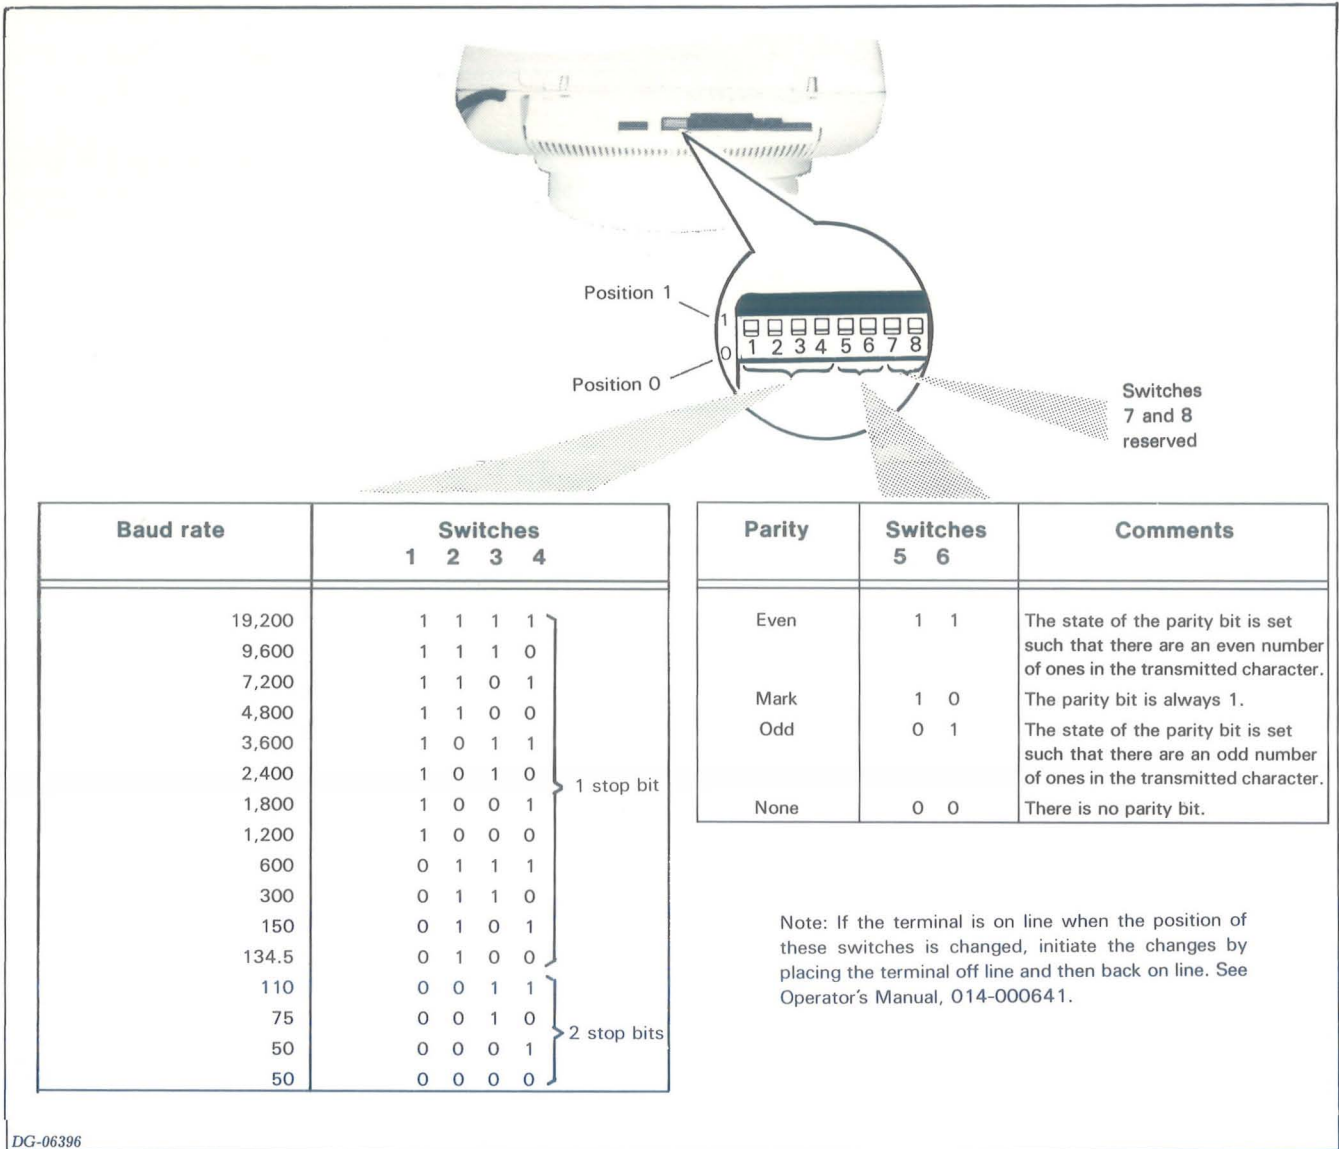 Position 1
1
0
1 2 3 4 5 6 7 8
Position 0
Switches
7 and 8
reserved
Baud rate Switches
1 2 3 4
19,200 1 1 1 1
9,600 1 1 1 0
7,200 1 1 0 1
4,800 1 1 0 0
3,600 1 0 1 1
2,400 1 0 1 0
1 stop bit
1,800 1 0 0 1
1,200 1 0 0 0
600 0 1 1 1
300 0 1 1 0
150 0 1 0 1
134.5 0 1 0 0
110 0 0 1 1
75 0 0 1 0
2 stop bits
50 0 0 0 1
50 0 0 0 0
Parity Switches Comments
5 6
Even 1 1 The state of the parity bit is set
such that there are an even number
of ones in the transmitted character.
Mark 1 0 The parity bit is always 1.
Odd 0 1 The state of the parity bit is set
such that there are an odd number
of ones in the transmitted character.
None 0 0 There is no parity bit.
Note: If the terminal is on line when the position of
these switches is changed, initiate the changes by
placing the terminal off line and then back on line. See
Operator's Manual, 014-000641.
DG-06396